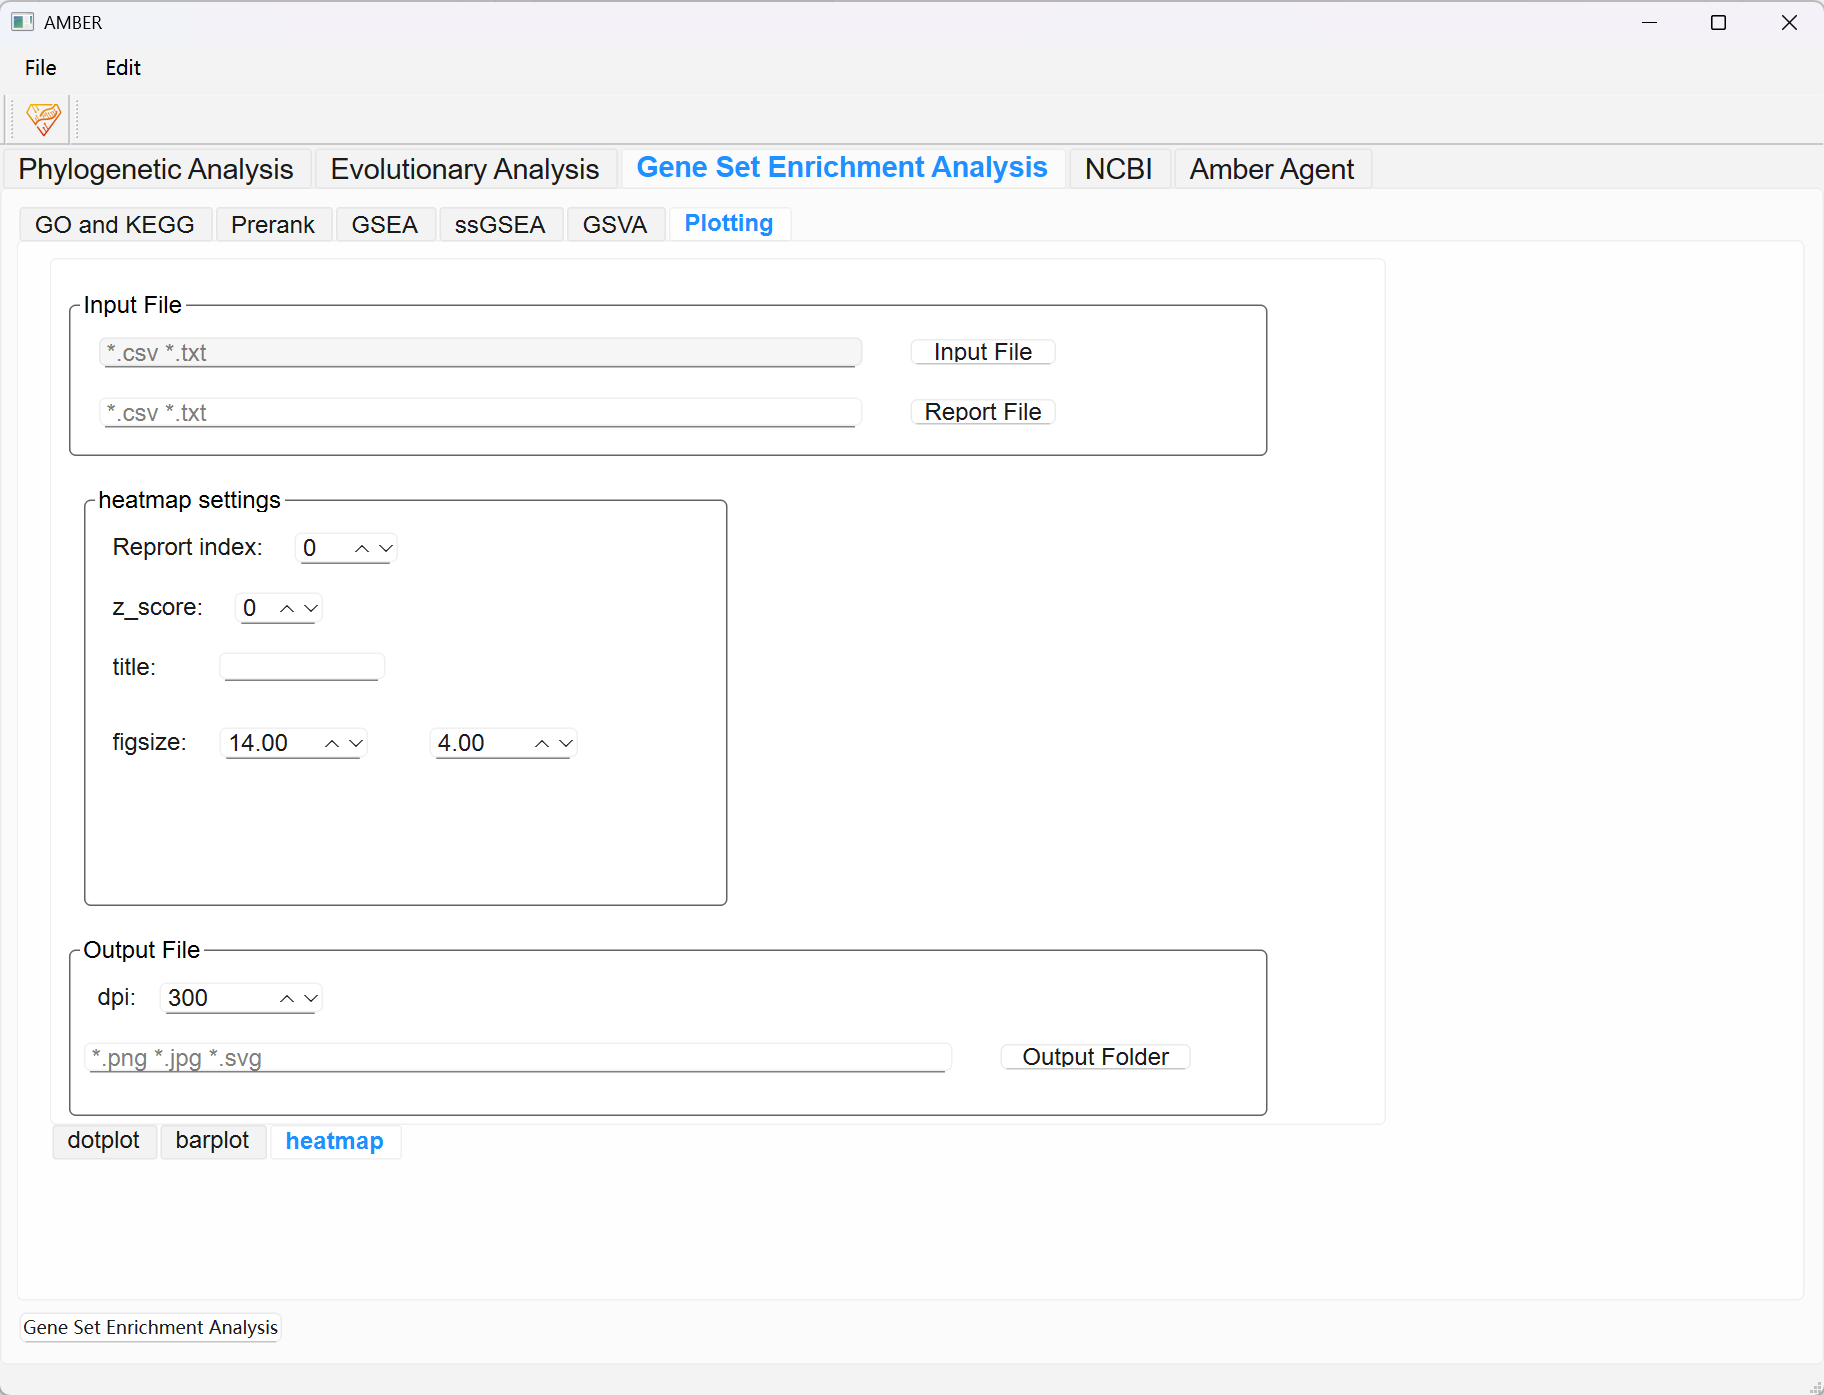 AMBER
File Edit
Phylogenetic Analysis Evolutionary Analysis Gene Set Enrichment Analysis NCBI Amber Agent
GO and KEGG Prerank GSEA ssGSEA GSVA Plotting
Input File
*.csv *.txt Input File
*.csv *.txt Report File
heatmap settings
Reprort index: 0
z_score: 0
title:
figsize: 14.00 4.00
Output File
dpi: 300
*.png *.jpg *.svg Output Folder
dotplot barplot heatmap
Gene Set Enrichment Analysis